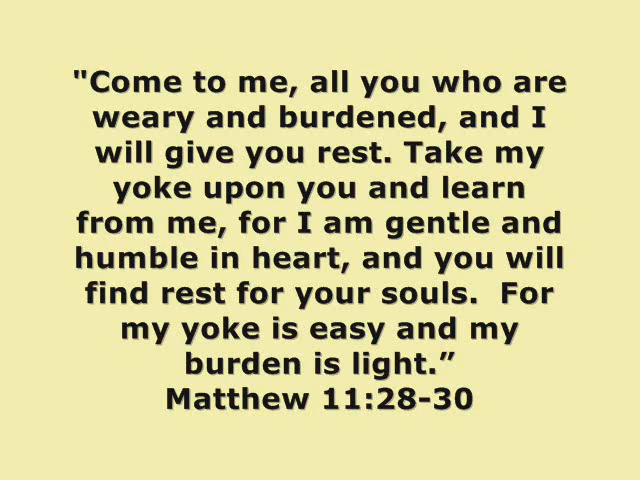 "Come to me, all you who are
weary and burdened, and I
will give you rest. Take my
yoke upon you and learn
from me, for I am gentle and
humble in heart, and you will
find rest for your souls.  For
my yoke is easy and my
burden is light.”
Matthew 11:28-30